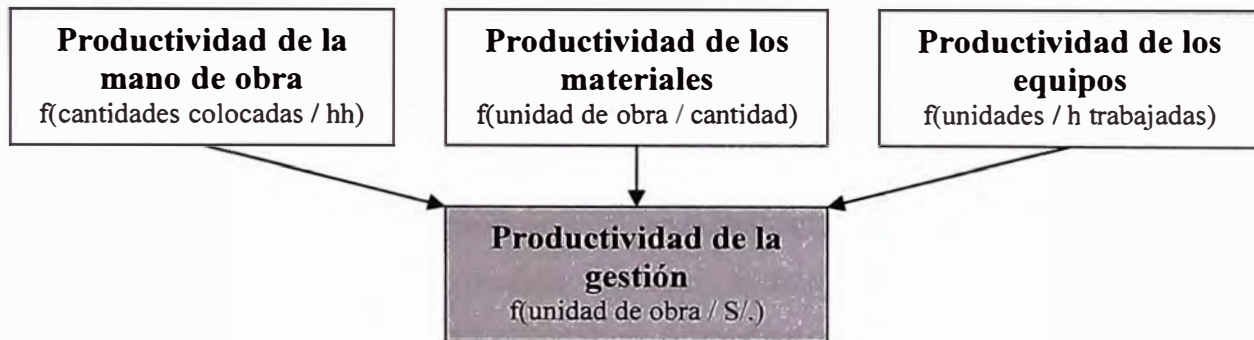 Productividad de la
mano de obra
f(cantidades colocadas / hh)
Productividad de los
materiales
f(unidad de obra / cantidad)
Productividad de los
equipos
f(unidades / h trabajadas)
Productividad de la
gestión
f(unidad de obra / S/.)